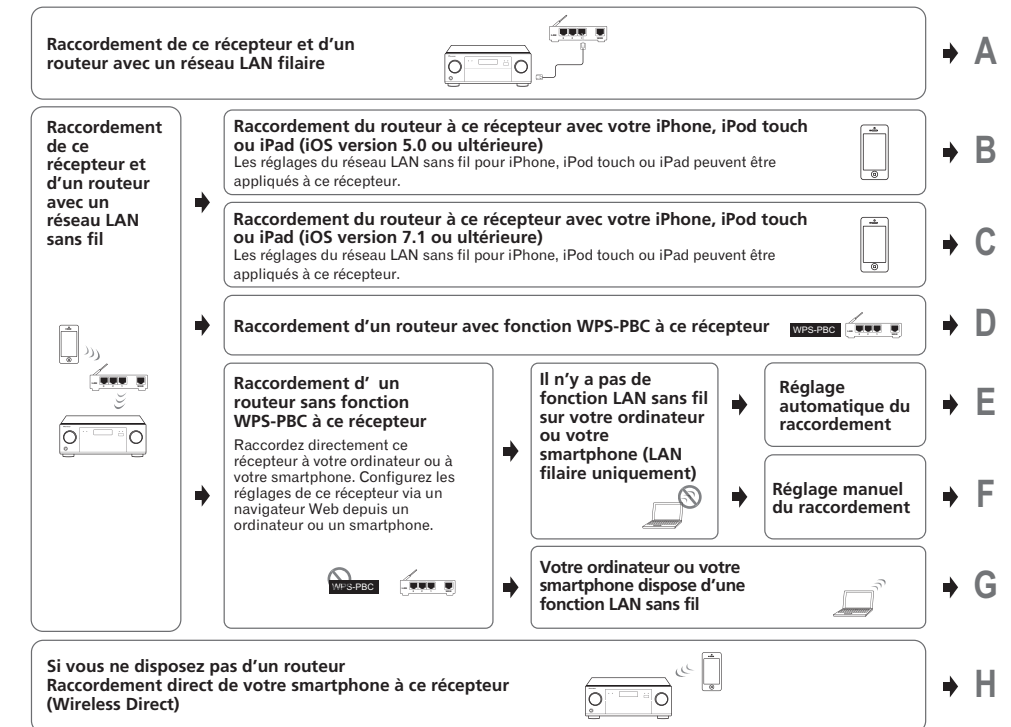 Raccordement de ce récepteur et d'un
routeur avec un réseau LAN filaire
A
Raccordement
de ce
récepteur et
d'un routeur
avec un
réseau LAN
sans fil
Raccordement du routeur à ce récepteur avec votre iPhone, iPod touch
ou iPad (iOS version 5.0 ou ultérieure)
Les réglages du réseau LAN sans fil pour iPhone, iPod touch ou iPad peuvent être
appliqués à ce récepteur.
B
Raccordement du routeur à ce récepteur avec votre iPhone, iPod touch
ou iPad (iOS version 7.1 ou ultérieure)
Les réglages du réseau LAN sans fil pour iPhone, iPod touch ou iPad peuvent être
appliqués à ce récepteur.
C
Raccordement d'un routeur avec fonction WPS-PBC à ce récepteur
WPS-PBC
D
Raccordement d' un
routeur sans fonction
WPS-PBC à ce récepteur
Raccordez directement ce
récepteur à votre ordinateur ou à
votre smartphone. Configurez les
réglages de ce récepteur via un
navigateur Web depuis un
ordinateur ou un smartphone.
WPS-PBC
Il n'y a pas de
fonction LAN sans fil
sur votre ordinateur
ou votre
smartphone (LAN
filaire uniquement)
Réglage
automatique du
raccordement
E
Réglage manuel
du raccordement
F
Votre ordinateur ou votre
smartphone dispose d'une
fonction LAN sans fil
G
Si vous ne disposez pas d'un routeur
Raccordement direct de votre smartphone à ce récepteur
(Wireless Direct)
H